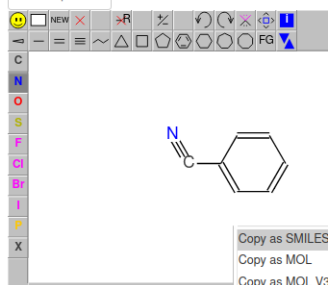 NEW
R
+/-
FG
C
N
O
S
F
Cl
Br
I
P
X
N
C
Copy as SMILES
Copy as MOL
Copy as MOL V3